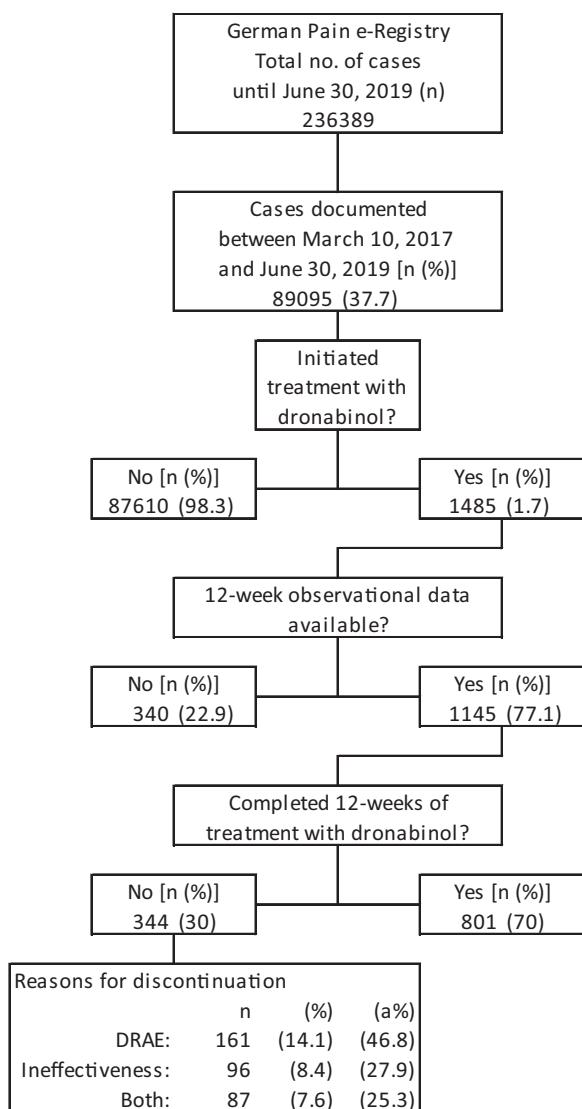 German Pain e-Registry
Total no. of cases
until June 30, 2019 (n)
236389
Cases documented
between March 10, 2017
and June 30, 2019 [n (%)]
89095 (37.7)
Initiated
treatment with
dronabinol?
No [n (%)]
87610 (98.3)
Yes [n (%)]
1485 (1.7)
12-week observational data
available?
No [n (%)]
340 (22.9)
Yes [n (%)]
1145 (77.1)
Completed 12-weeks of
treatment with dronabinol?
No [n (%)]
344 (30)
Yes [n (%)]
801 (70)
Reasons for discontinuation
n (%) (a%)
DRAE: 161 (14.1) (46.8)
Ineffectiveness: 96 (8.4) (27.9)
Both: 87 (7.6) (25.3)